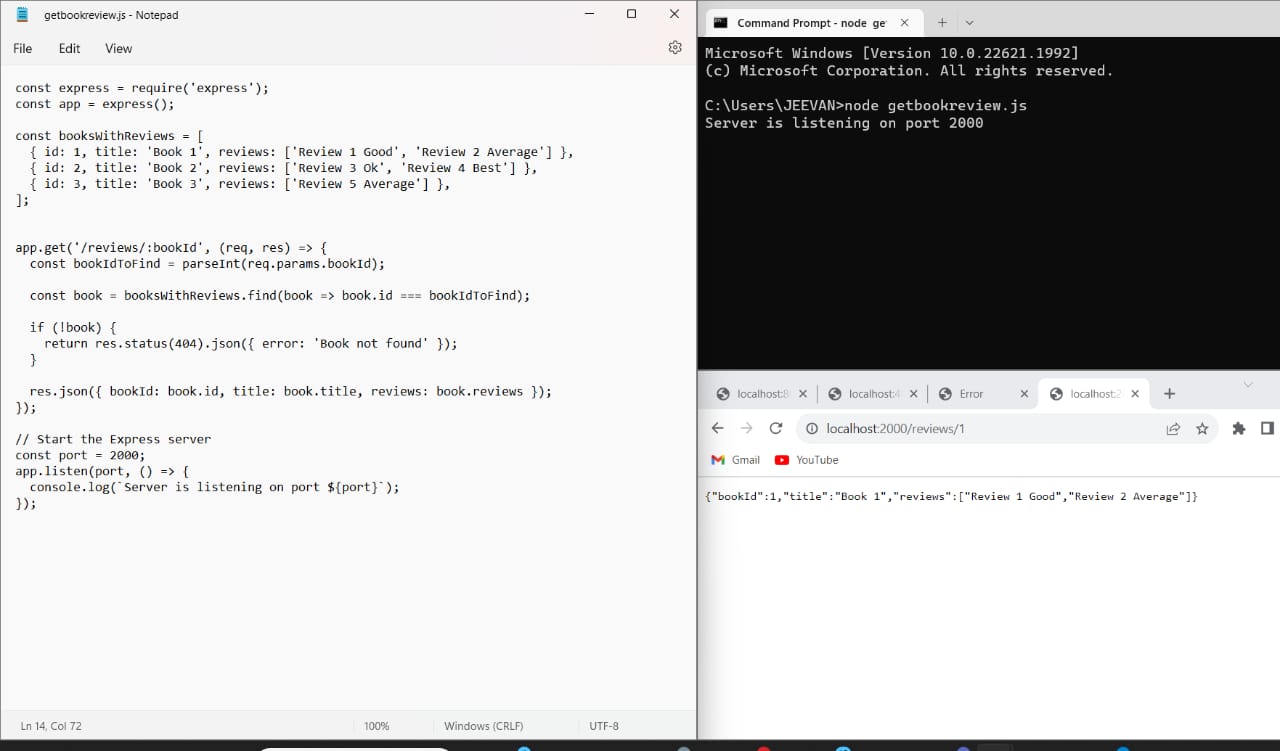 getbookreview.js - Notepad
File Edit View
const express = require('express');
const app = express();
const booksWithReviews = [
  { id: 1, title: 'Book 1', reviews: ['Review 1 Good', 'Review 2 Average'] },
  { id: 2, title: 'Book 2', reviews: ['Review 3 Ok', 'Review 4 Best'] },
  { id: 3, title: 'Book 3', reviews: ['Review 5 Average'] },
];
app.get('/reviews/:bookId', (req, res) => {
  const bookIdToFind = parseInt(req.params.bookId);
  const book = booksWithReviews.find(book => book.id === bookIdToFind);
  if (!book) {
    return res.status(404).json({ error: 'Book not found' });
  }
  res.json({ bookId: book.id, title: book.title, reviews: book.reviews });
});
// Start the Express server
const port = 2000;
app.listen(port, () => {
  console.log(`Server is listening on port ${port}`);
});
Ln 14, Col 72 100% Windows (CRLF) UTF-8
Command Prompt - node ge
Microsoft Windows [Version 10.0.22621.1992]
(c) Microsoft Corporation. All rights reserved.
C:\Users\JEEVAN>node getbookreview.js
Server is listening on port 2000
localhost:8 localhost:4 Error localhost:2
localhost:2000/reviews/1
Gmail YouTube
{"bookId":1,"title":"Book 1","reviews":["Review 1 Good","Review 2 Average"]}